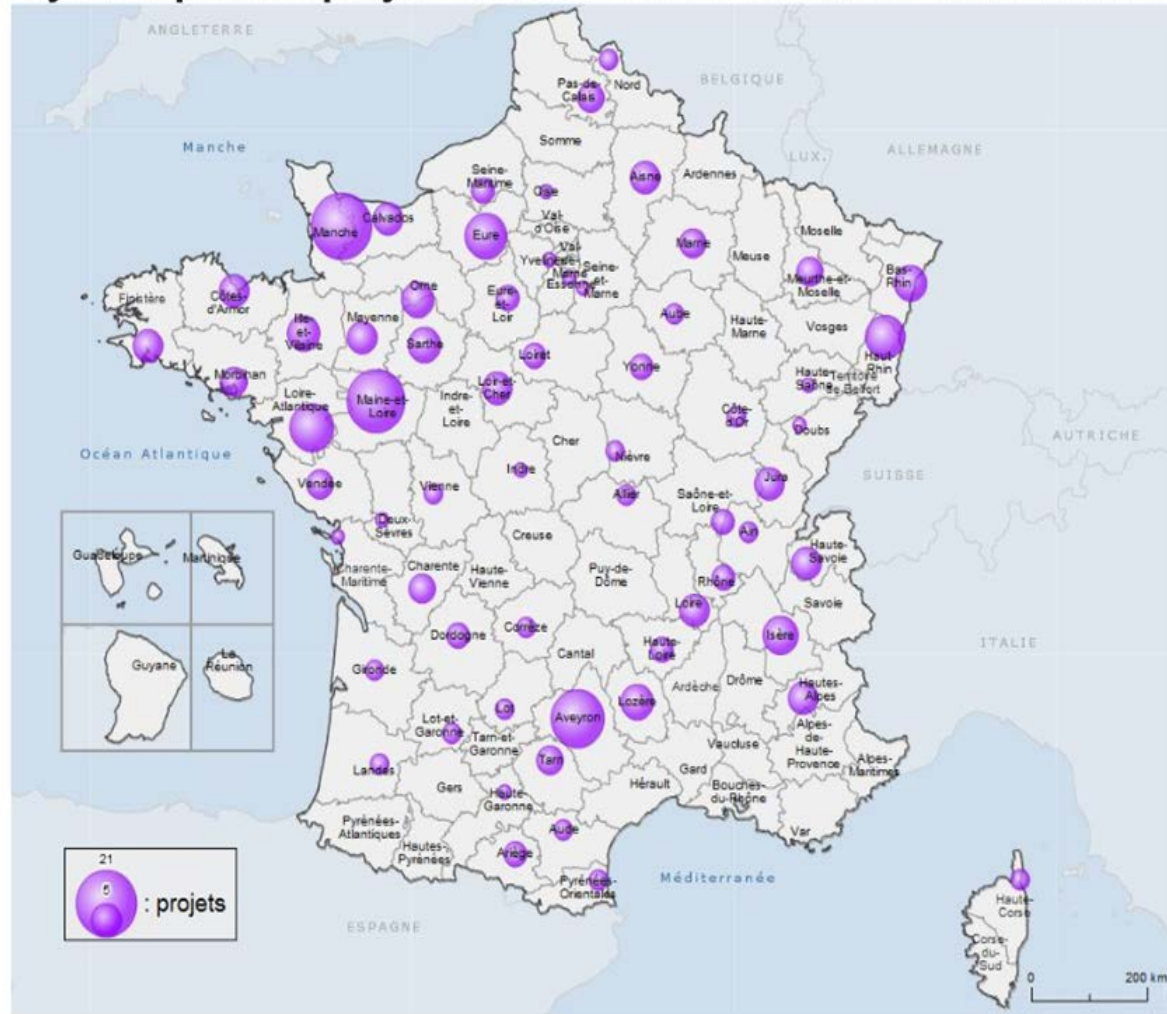 ANGLETERRE
BELGIQUE
Nord
Pas-de-
Calais
Somme
Manche
LUX.
ALLEMAGNE
Seine-
Maritime
Oise
Aisne
Ardennes
Calvados
Manche
Eure
Val-
d'Oise
Marne
Meuse
Moselle
Meurthe-et-
Moselle
Bas-
Rhin
Yvelines
Val-
de-
Marne
Essonne
Seine-
et-
Marne
Finistère
Côtes-
d'Armor
Orne
Eure-
et-
Loir
Aube
Haute-
Marne
Vosges
Haut-
Rhin
Ille-
et-
Vilaine
Mayenne
Sarthe
Loiret
Yonne
Haute-
Saône
Territoire
de Belfort
Morbihan
Loire-
Atlantique
Maine-et-
Loire
Indre-
et-
Loire
Loir-et-
Cher
Côte-
d'Or
Doubs
AUTRICHE
Océan Atlantique
Cher
Nièvre
SUISSE
Vendée
Vienne
Indre
Allier
Saône-et-
Loire
Jura
Deux-
Sèvres
Creuse
Ain
Haute-
Savoie
Guadeloupe
Martinique
Charente-
Maritime
Charente
Haute-
Vienne
Puy-de-
Dôme
Rhône
Loire
Savoie
Dordogne
Corrèze
Isère
ITALIE
Guyane
La
Réunion
Gironde
Cantal
Haute-
Loire
Ardèche
Drôme
Hautes-
Alpes
Lot-et-
Garonne
Lot
Aveyron
Lozère
Alpes-
de-
Haute-
Provence
Tarn-et-
Garonne
Vaucluse
Alpes-
Maritimes
Landes
Gers
Tarn
Gard
Hérault
Bouches-
du-Rhône
Haute-
Garonne
Var
Pyrénées-
Atlantiques
Hautes-
Pyrénées
Ariège
Aude
Pyrénées-
Orientales
Méditerranée
21
5
: projets
ESPAGNE
Haute-
Corse
Corse-
du-
Sud
0 200 km